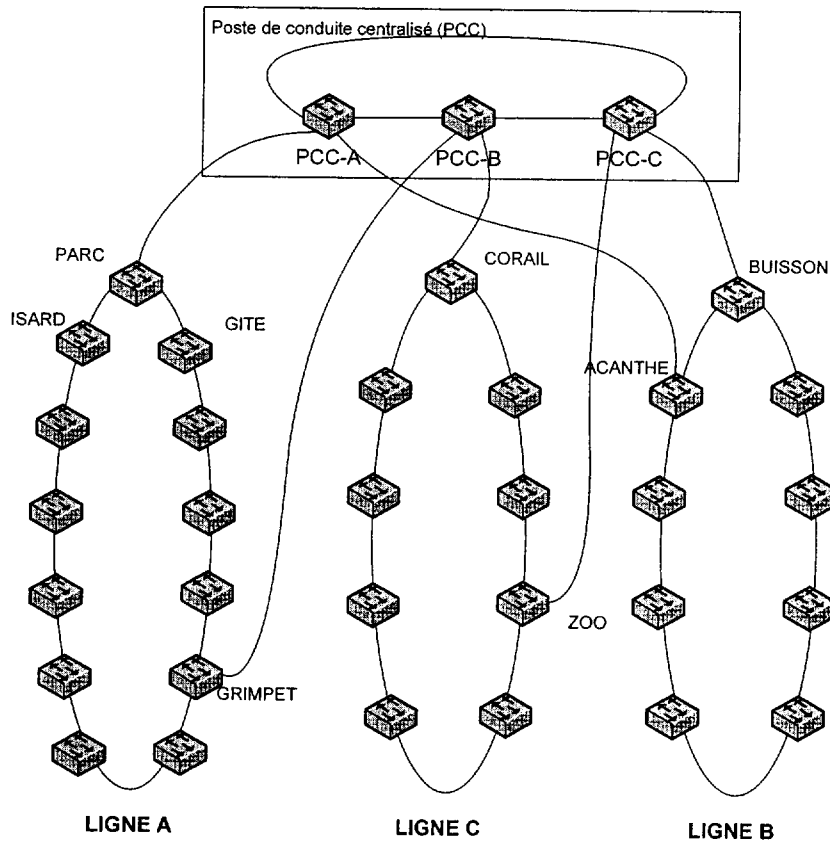 Poste de conduite centralisé (PCC)
PCC-A
PCC-B
PCC-C
PARC
CORAIL
BUISSON
ISARD
GITE
ACANTHE
ZOO
GRIMPET
LIGNE A
LIGNE C
LIGNE B